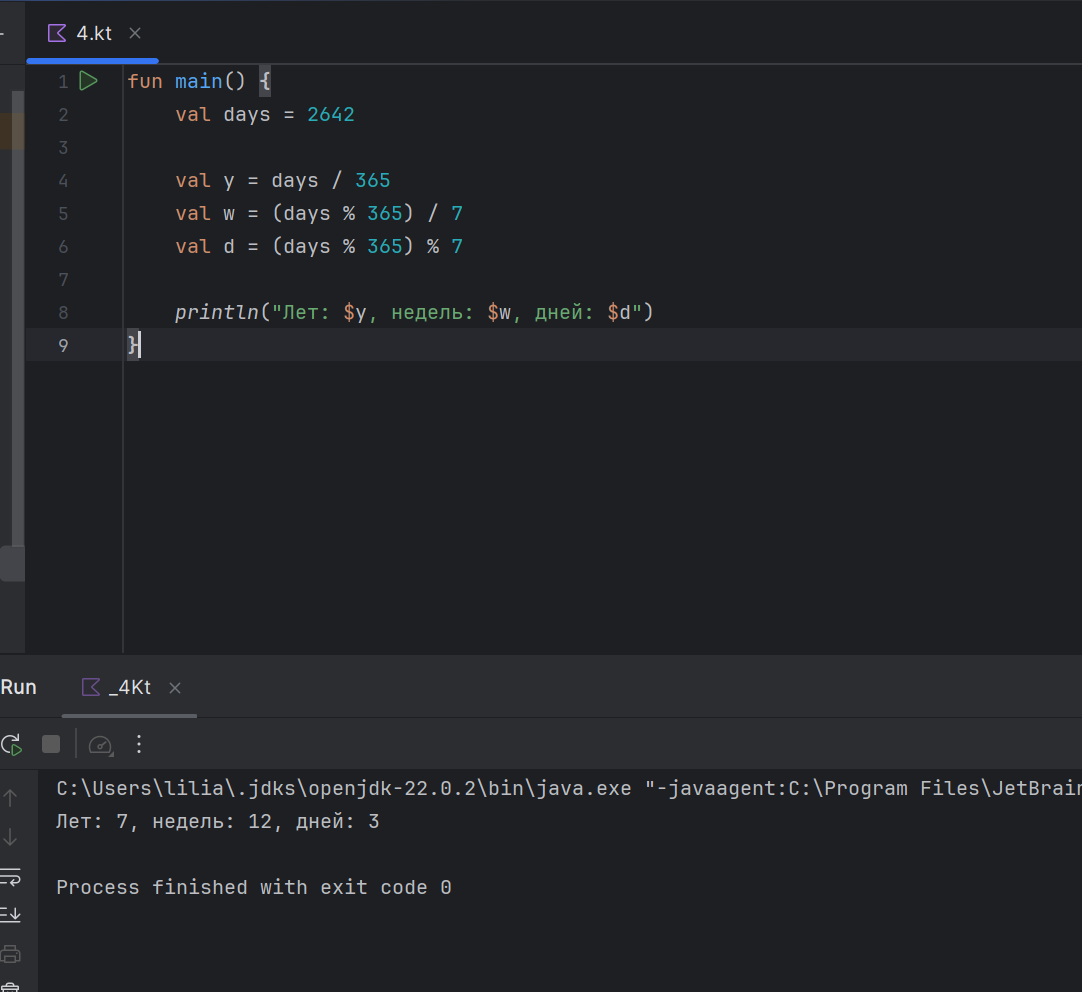 4.kt
1 fun main() {
2 val days = 2642
3
4 val y = days / 365
5 val w = (days % 365) / 7
6 val d = (days % 365) % 7
7
8 println("Лет: $y, недель: $w, дней: $d")
9 }
Run _4Kt
C:\Users\lilia\.jdks\openjdk-22.0.2\bin\java.exe "-javaagent:C:\Program Files\JetBrain
Лет: 7, недель: 12, дней: 3
Process finished with exit code 0